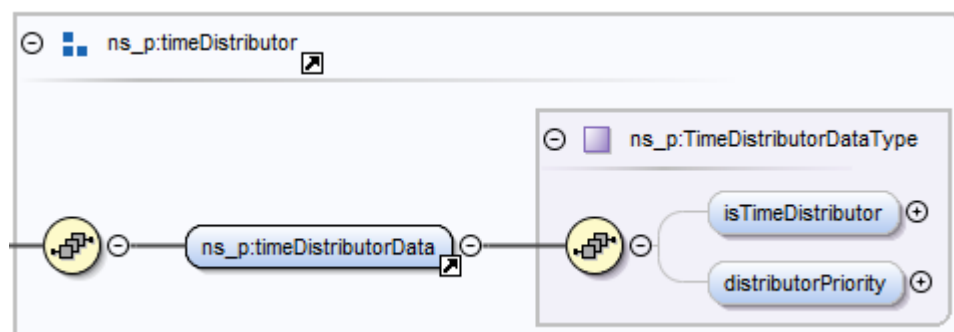 ns_p:timeDistributor
ns_p:TimeDistributorDataType
isTimeDistributor
ns_p:timeDistributorData
distributorPriority